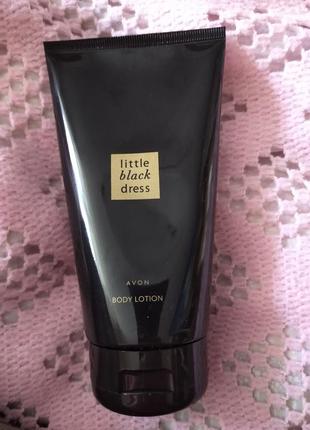 little
black
dress
AVON
BODY LOTION